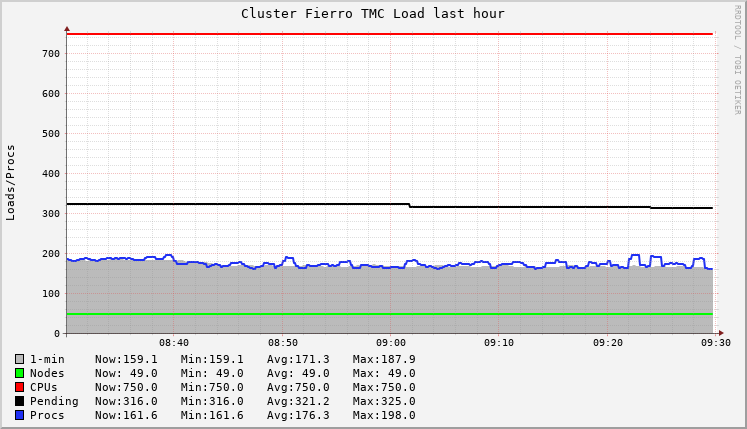 Cluster Fierro TMC Load last hour
RRDTOOL / TOBI OETIKER
Loads/Procs
700
600
500
400
300
200
100
0
08:40 08:50 09:00 09:10 09:20 09:30
1-min Now:159.1 Min:159.1 Avg:171.3 Max:187.9
Nodes Now: 49.0 Min: 49.0 Avg: 49.0 Max: 49.0
CPUs Now:750.0 Min:750.0 Avg:750.0 Max:750.0
Pending Now:316.0 Min:316.0 Avg:321.2 Max:325.0
Procs Now:161.6 Min:161.6 Avg:176.3 Max:198.0